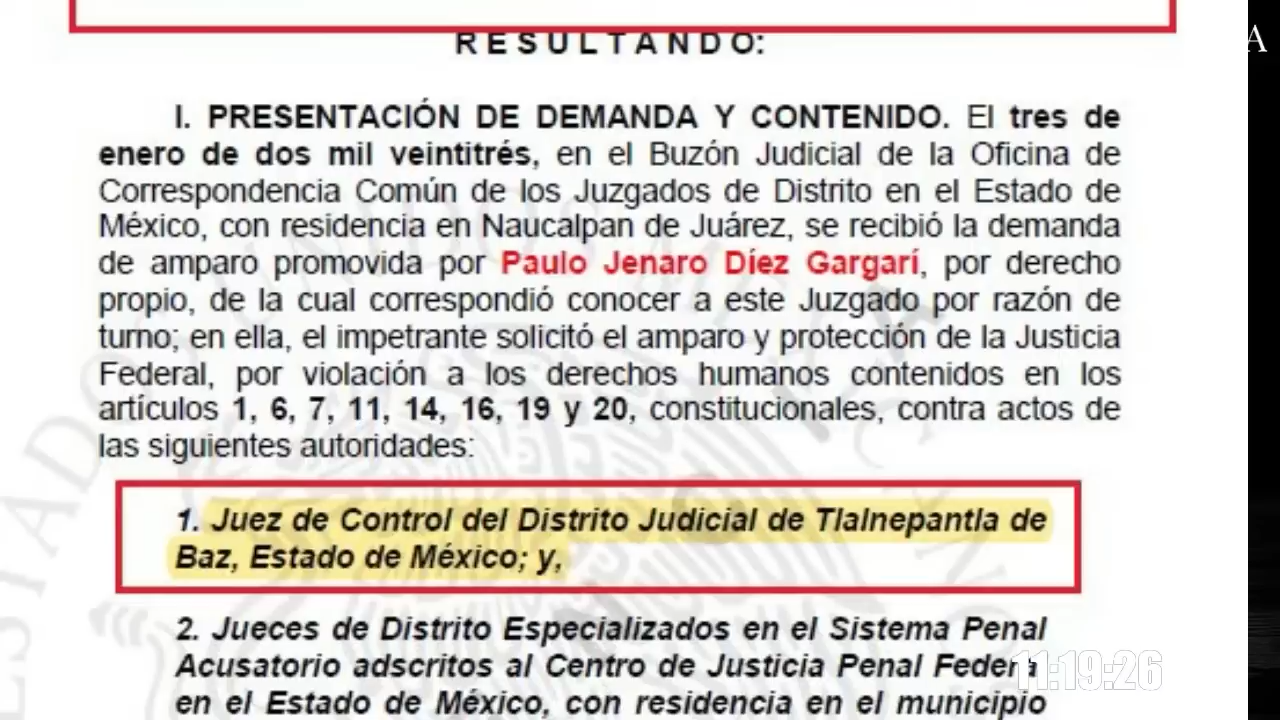 RESULTANDO:
I. PRESENTACIÓN DE DEMANDA Y CONTENIDO. El tres de
enero de dos mil veintitrés, en el Buzón Judicial de la Oficina de
Correspondencia Común de los Juzgados de Distrito en el Estado de
México, con residencia en Naucalpan de Juárez, se recibió la demanda
de amparo promovida por Paulo Jenaro Díez Gargarí, por derecho
propio, de la cual correspondió conocer a este Juzgado por razón de
turno; en ella, el impetrante solicitó el amparo y protección de la Justicia
Federal, por violación a los derechos humanos contenidos en los
artículos 1, 6, 7, 11, 14, 16, 19 y 20, constitucionales, contra actos de
las siguientes autoridades:
1. Juez de Control del Distrito Judicial de Tlalnepantla de
Baz, Estado de México; y,
2. Jueces de Distrito Especializados en el Sistema Penal
Acusatorio adscritos al Centro de Justicia Penal Federal
en el Estado de México, con residencia en el municipio
11:19:26
A